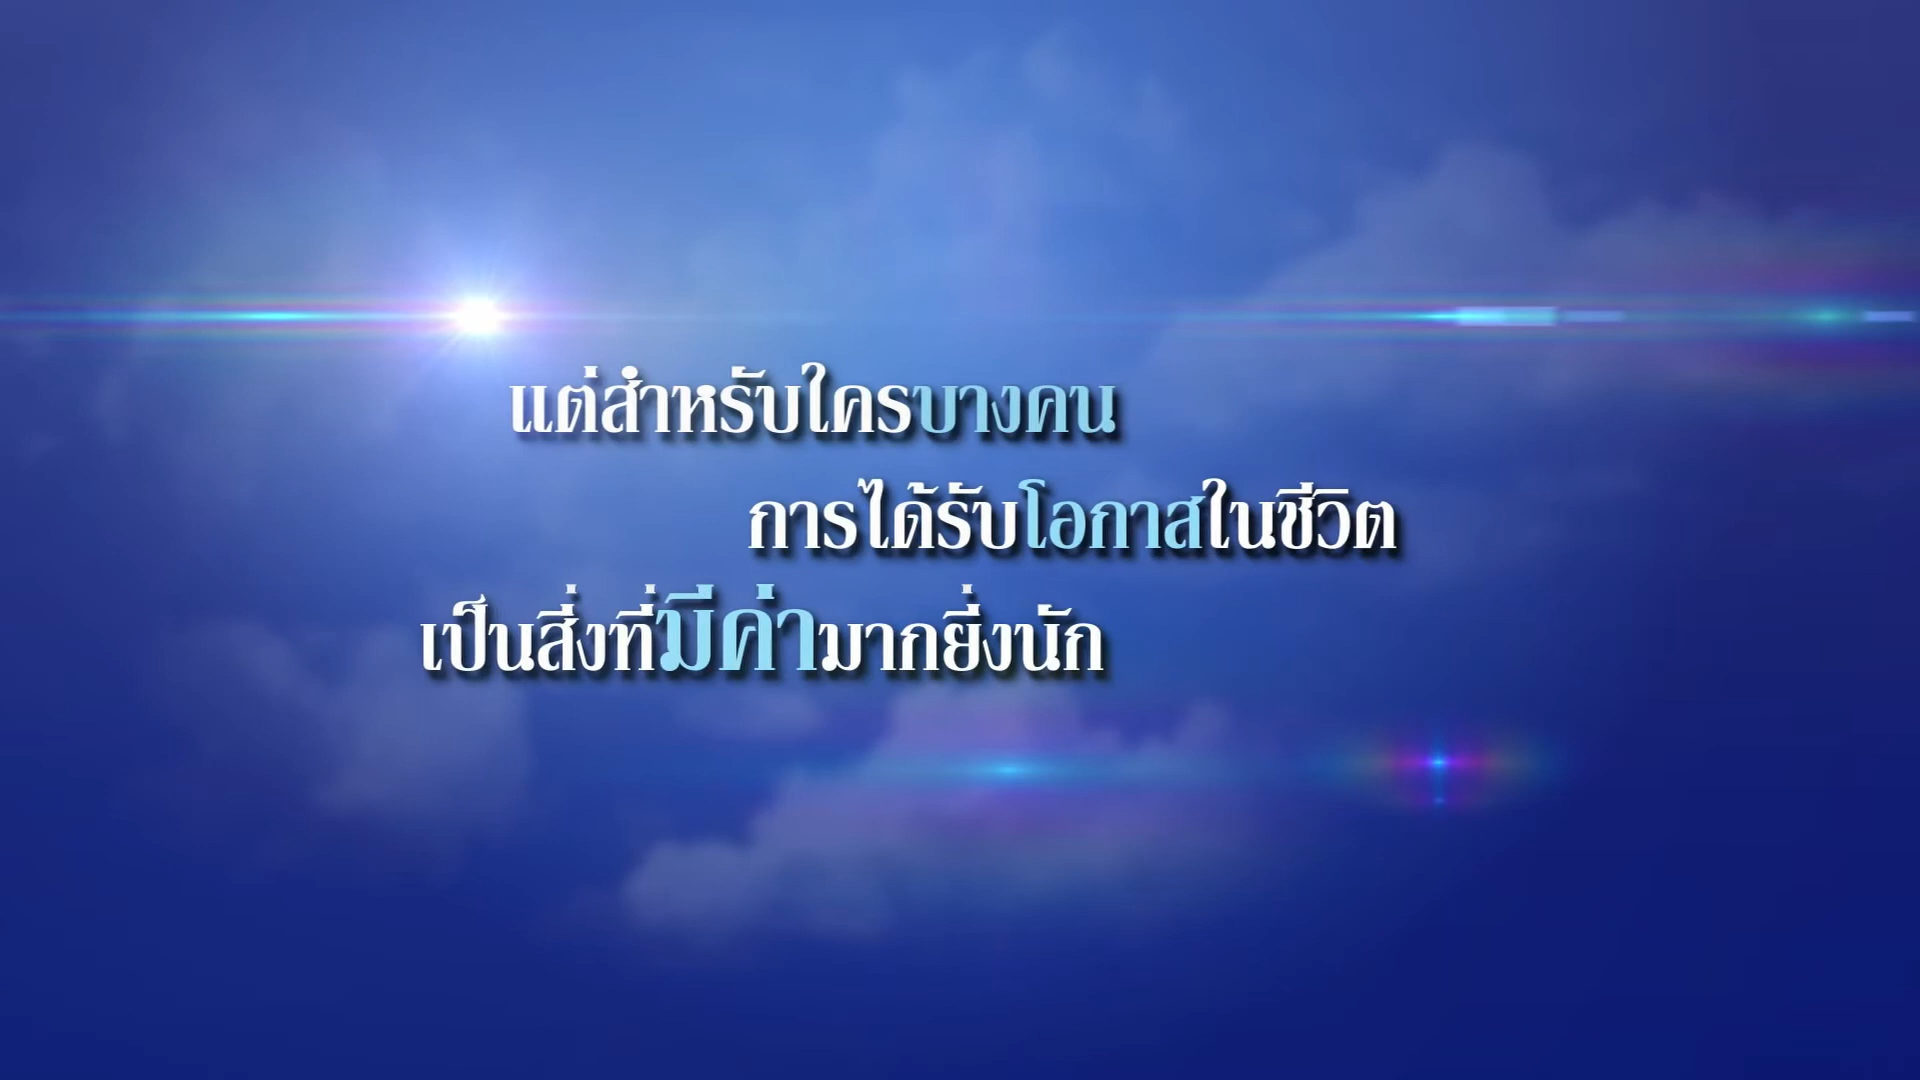 แต่สำหรับใครบางคน
การได้รับโอกาสในชีวิต
เป็นสิ่งที่มีค่ามากยิ่งนัก